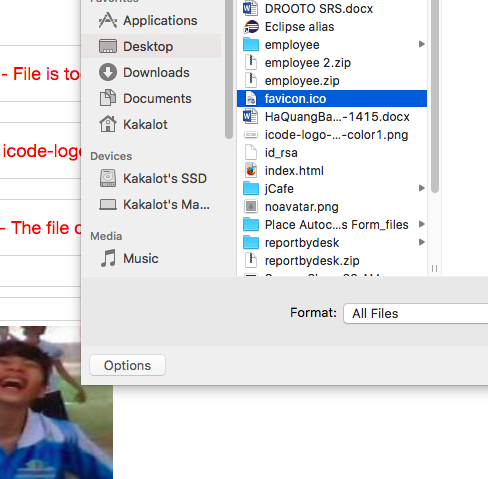 Favorites
Applications
Desktop
Downloads
Documents
Kakalot
Devices
Kakalot's SSD
Kakalot's Ma...
Media
Music
DROOTO SRS.docx
Eclipse alias
employee
employee 2.zip
employee.zip
favicon.ico
HaQuangBa...-1415.docx
icode-logo-...-color1.png
id_rsa
index.html
jCafe
noavatar.png
Place Autoc...s Form_files
reportbydesk
reportbydesk.zip
- File is too
icode-logo
- The file
Format:
All Files
Options